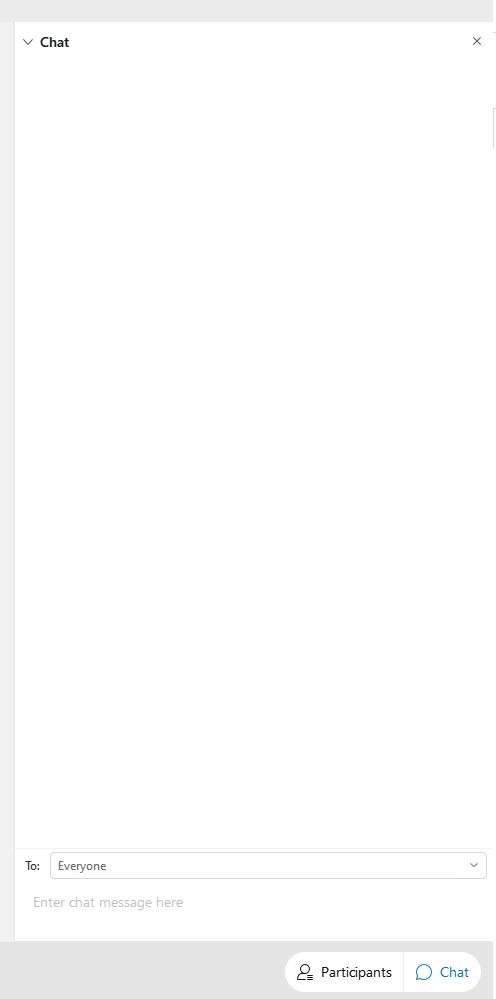 Chat
To: Everyone
Enter chat message here
Participants Chat